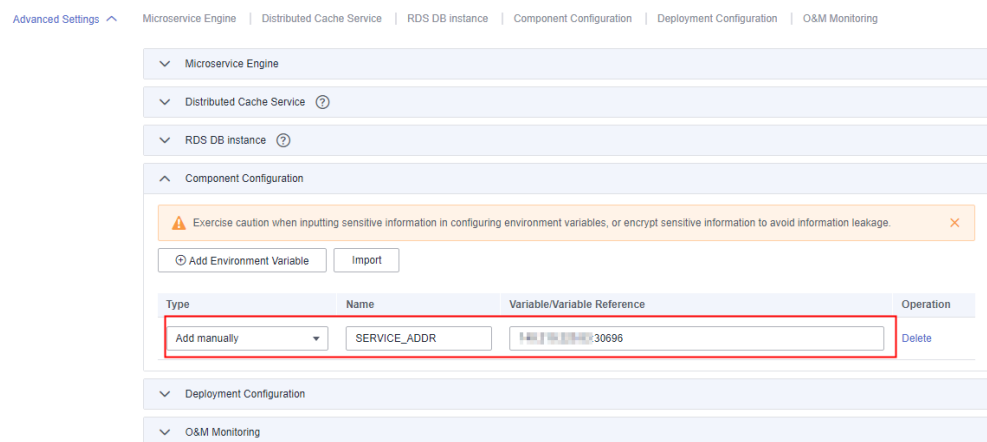 Advanced Settings Microservice Engine Distributed Cache Service RDS DB instance Component Configuration Deployment Configuration O&M Monitoring
Microservice Engine
Distributed Cache Service ?
RDS DB instance ?
Component Configuration
Exercise caution when inputting sensitive information in configuring environment variables, or encrypt sensitive information to avoid information leakage.
Add Environment Variable Import
Type Name Variable/Variable Reference Operation
Add manually SERVICE_ADDR :30696 Delete
Deployment Configuration
O&M Monitoring